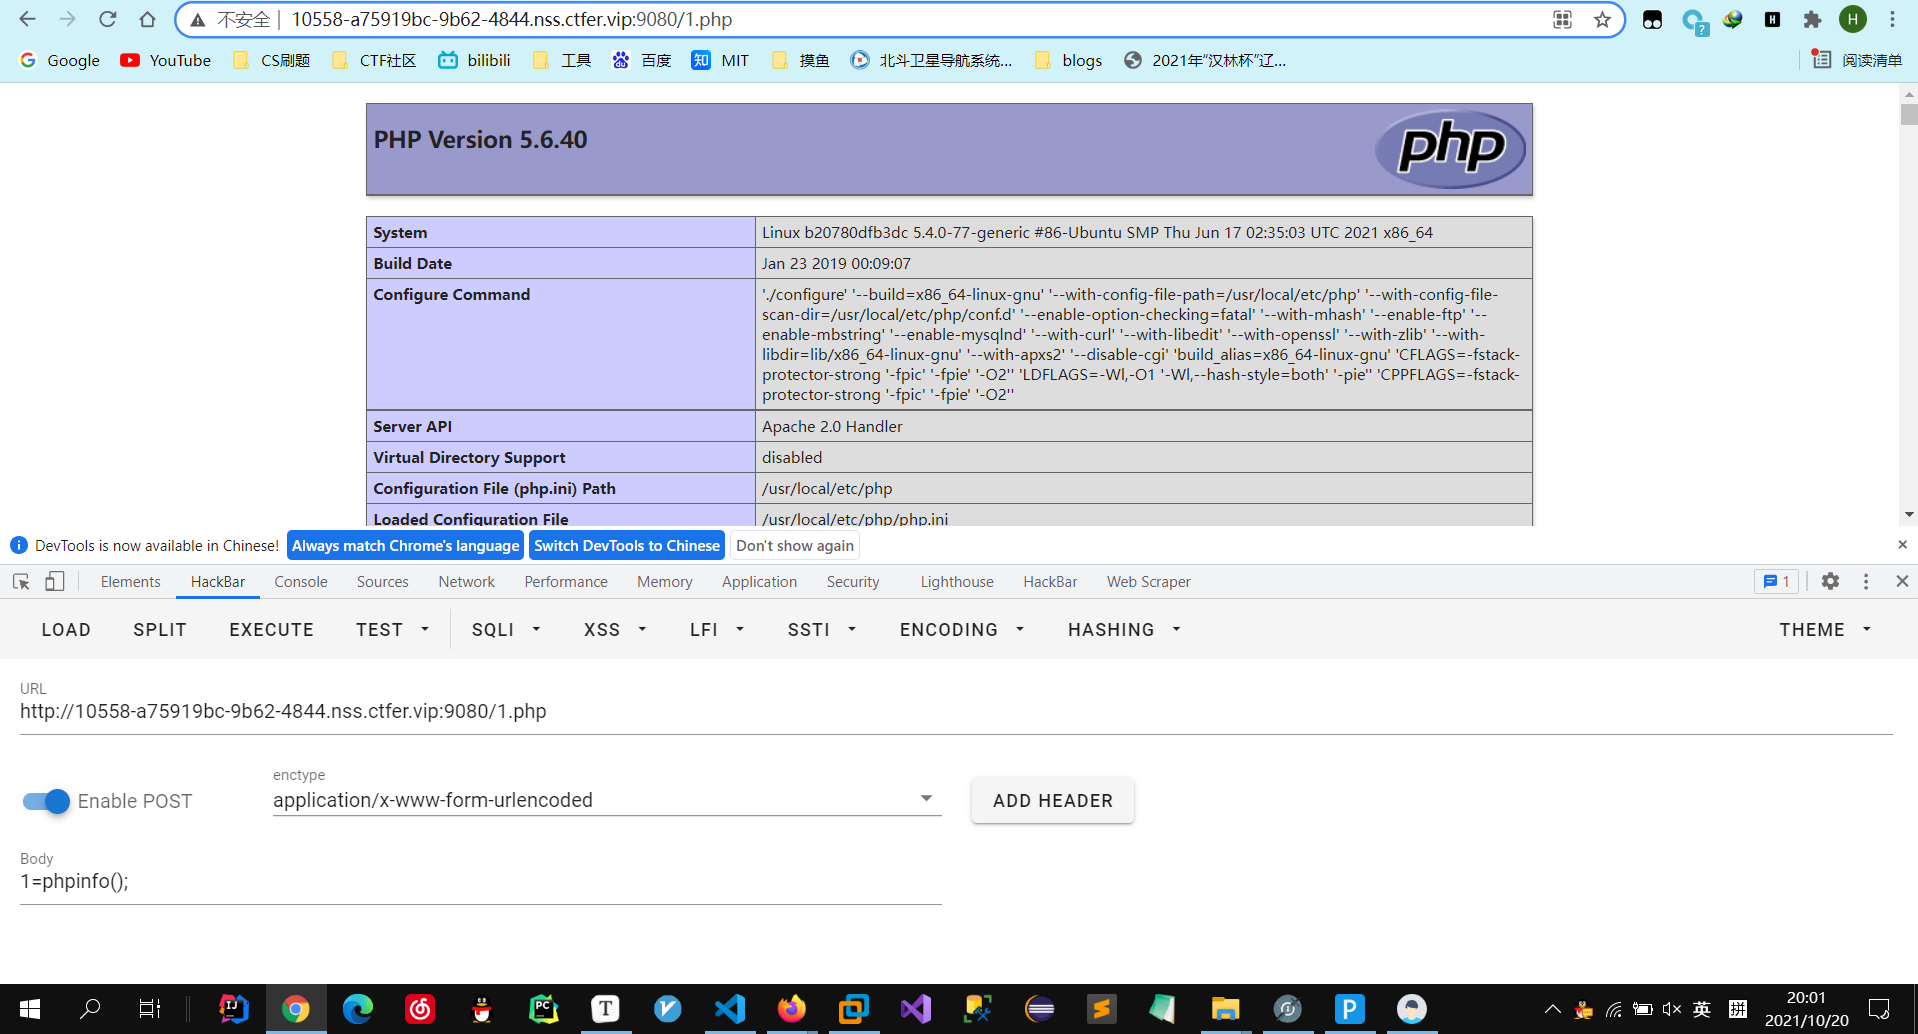 不安全 10558-a75919bc-9b62-4844.nss.ctfer.vip:9080/1.php
H
H
?
Google YouTube CS刷题 CTF社区 bilibili 工具 百度 MIT 摸鱼 北斗卫星导航系统... blogs 2021年“汉林杯”辽... 阅读清单
PHP Version 5.6.40
php
System Linux b20780dfb3dc 5.4.0-77-generic #86-Ubuntu SMP Thu Jun 17 02:35:03 UTC 2021 x86_64
Build Date Jan 23 2019 00:09:07
Configure Command './configure' '--build=x86_64-linux-gnu' '--with-config-file-path=/usr/local/etc/php' '--with-config-file-
scan-dir=/usr/local/etc/php/conf.d' '--enable-option-checking=fatal' '--with-mhash' '--enable-ftp' '--
enable-mbstring' '--enable-mysqlnd' '--with-curl' '--with-libedit' '--with-openssl' '--with-zlib' '--with-
libdir=lib/x86_64-linux-gnu' '--with-apxs2' '--disable-cgi' 'build_alias=x86_64-linux-gnu' 'CFLAGS=-fstack-
protector-strong '-fpic' '-fpie' '-O2'' 'LDFLAGS=-Wl,-O1 '-Wl,--hash-style=both' '-pie'' 'CPPFLAGS=-fstack-
protector-strong '-fpic' '-fpie' '-O2''
Server API Apache 2.0 Handler
Virtual Directory Support disabled
Configuration File (php.ini) Path /usr/local/etc/php
Loaded Configuration File /usr/local/etc/php/php.ini
DevTools is now available in Chinese! Always match Chrome's language Switch DevTools to Chinese Don't show again
Elements HackBar Console Sources Network Performance Memory Application Security Lighthouse HackBar Web Scraper 1
LOAD SPLIT EXECUTE TEST SQLI XSS LFI SSTI ENCODING HASHING THEME
URL
http://10558-a75919bc-9b62-4844.nss.ctfer.vip:9080/1.php
Enable POST
enctype
application/x-www-form-urlencoded
ADD HEADER
Body
1=phpinfo();
英 拼
20:01
2021/10/20